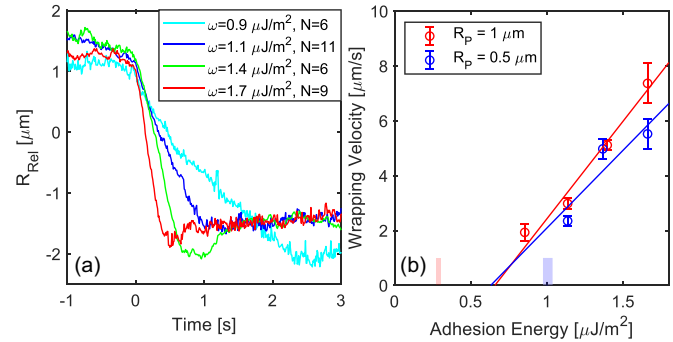 2
1
0
-1
-2
R_Rel [μm]
ω=0.9 μJ/m², N=6
ω=1.1 μJ/m², N=11
ω=1.4 μJ/m², N=6
ω=1.7 μJ/m², N=9
(a)
-1 0 1 2 3
Time [s]
10
8
6
4
2
0
Wrapping Velocity [μm/s]
R_P = 1 μm
R_P = 0.5 μm
(b)
0 0.5 1 1.5
Adhesion Energy [μJ/m²]